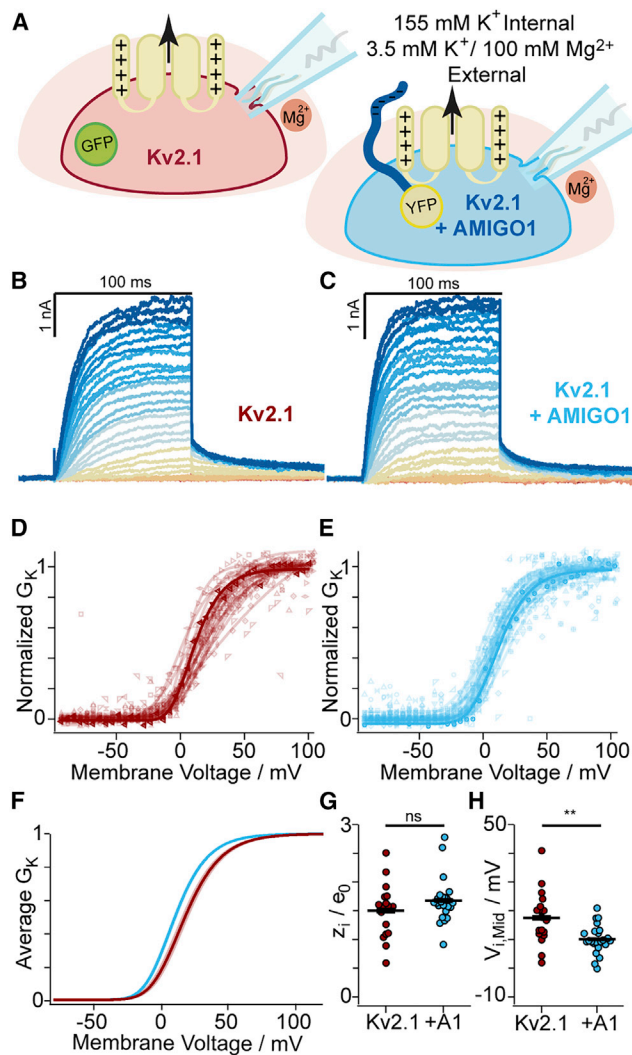 A
155 mM K+ Internal
3.5 mM K+/ 100 mM Mg2+
External
+ + + +
+ + + +
Mg2+
GFP
Kv2.1
+ + + +
+ + + +
Mg2+
YFP
Kv2.1
+ AMIGO1
B
100 ms
1 nA
Kv2.1
C
100 ms
1 nA
Kv2.1
+ AMIGO1
D
Normalized GK
1
0
-50 0 50 100
Membrane Voltage / mV
E
Normalized GK
1
0
-50 0 50 100
Membrane Voltage / mV
F
Average GK
1
0
-50 0 50 100
Membrane Voltage / mV
G
ns
3
zi / e0
0
Kv2.1 +A1
H
**
50
Vi,Mid / mV
-10
Kv2.1 +A1